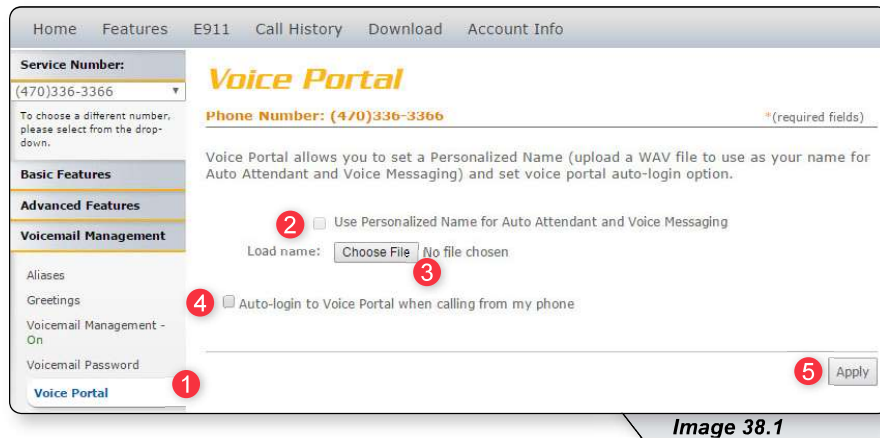 Home Features E911 Call History Download Account Info
Service Number:
(470)336-3366
To choose a different number,
please select from the drop-
down.
Basic Features
Advanced Features
Voicemail Management
Aliases
Greetings
Voicemail Management -
On
Voicemail Password
Voice Portal
1
Voice Portal
Phone Number: (470)336-3366 *(required fields)
Voice Portal allows you to set a Personalized Name (upload a WAV file to use as your name for
Auto Attendant and Voice Messaging) and set voice portal auto-login option.
2 Use Personalized Name for Auto Attendant and Voice Messaging
Load name: Choose File No file chosen
3
4 Auto-login to Voice Portal when calling from my phone
5 Apply
Image 38.1